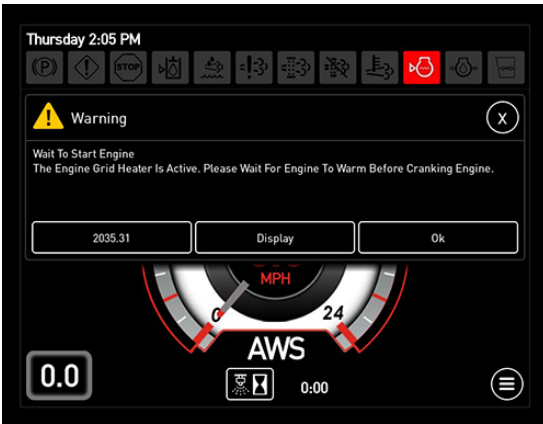 Thursday 2:05 PM
(P)
STOP
Warning
X
Wait To Start Engine
The Engine Grid Heater Is Active. Please Wait For Engine To Warm Before Cranking Engine.
2035.31
Display
Ok
MPH
0
24
AWS
0.0
0:00